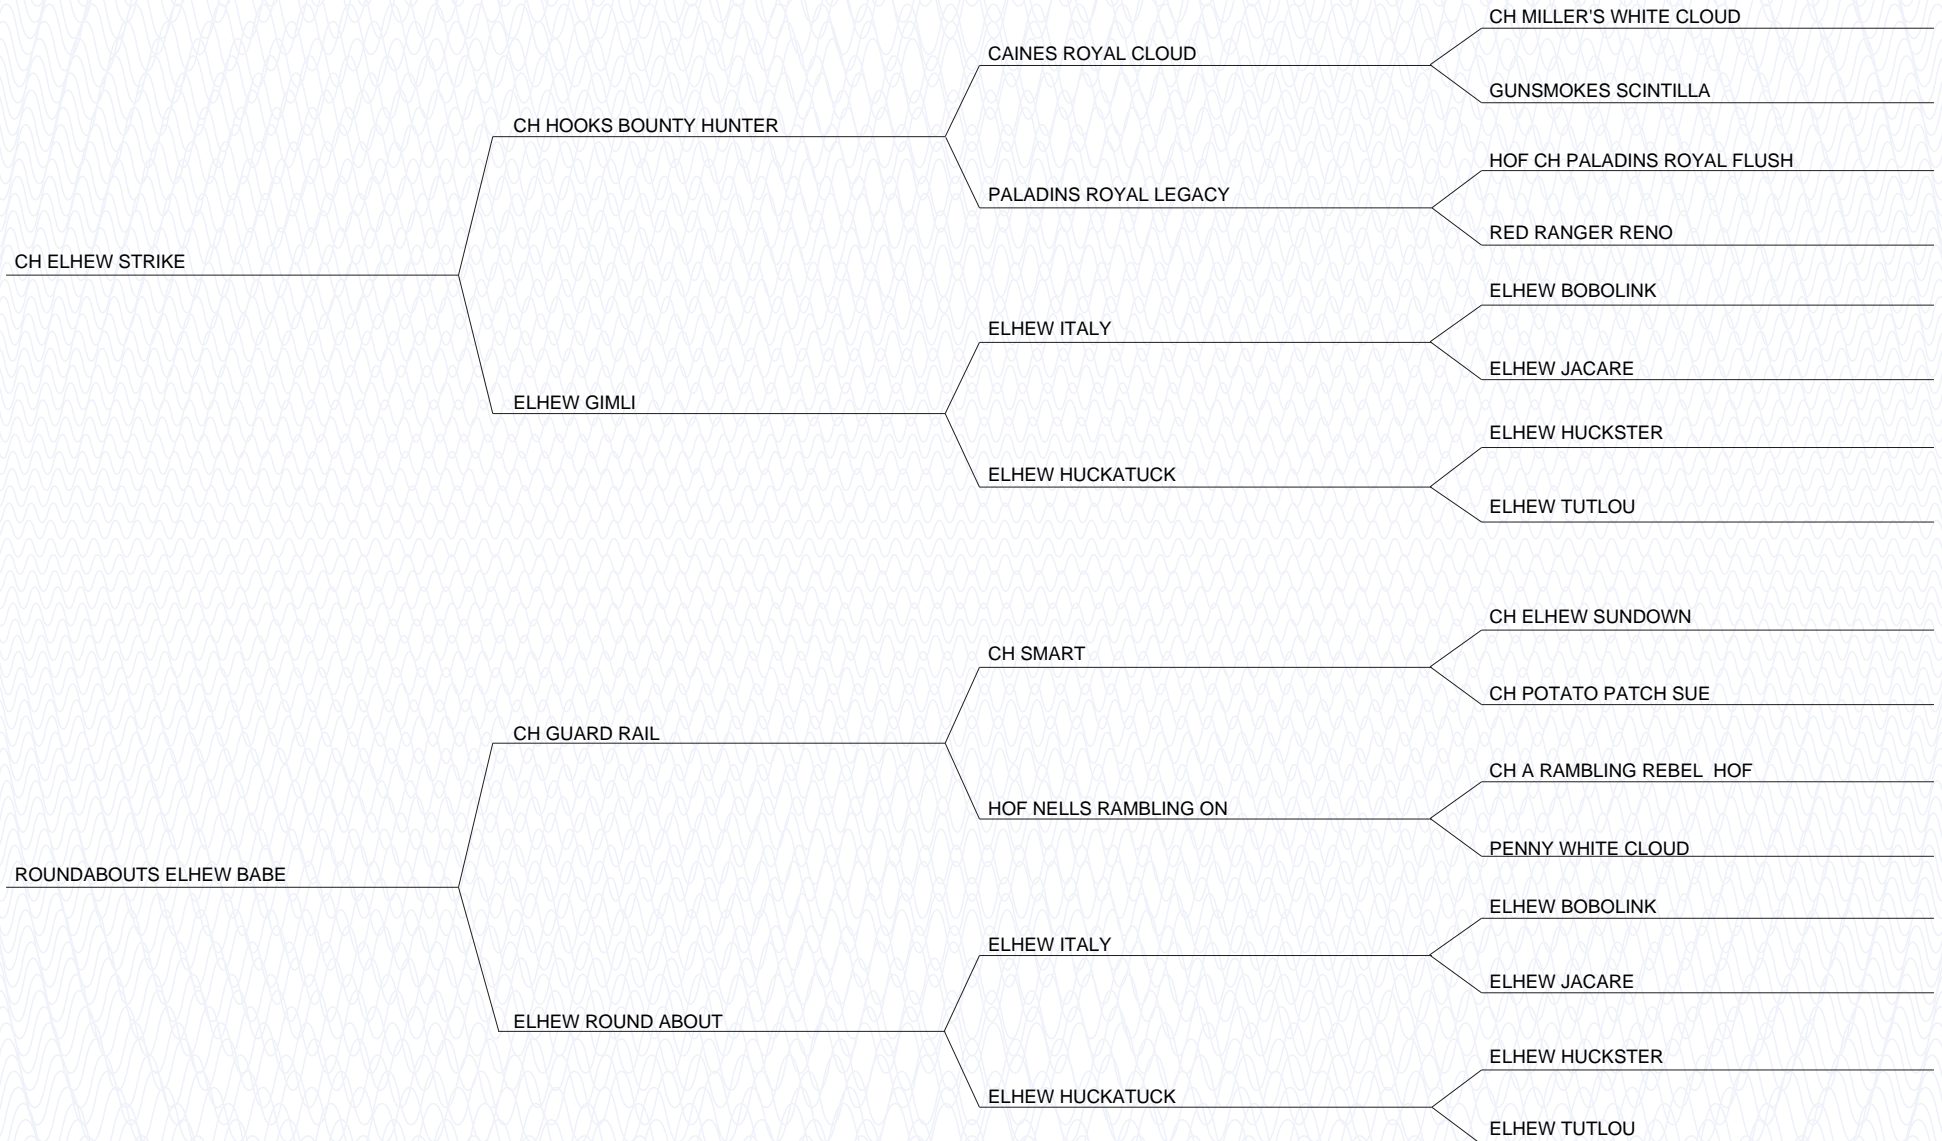 CH MILLER'S WHITE CLOUD
CAINES ROYAL CLOUD
GUNSMOKES SCINTILLA
CH HOOKS BOUNTY HUNTER
HOF CH PALADINS ROYAL FLUSH
PALADINS ROYAL LEGACY
RED RANGER RENO
CH ELHEW STRIKE
ELHEW BOBOLINK
ELHEW ITALY
ELHEW JACARE
ELHEW GIMLI
ELHEW HUCKSTER
ELHEW HUCKATUCK
ELHEW TUTLOU
CH ELHEW SUNDOWN
CH SMART
CH POTATO PATCH SUE
CH GUARD RAIL
CH A RAMBLING REBEL  HOF
HOF NELLS RAMBLING ON
PENNY WHITE CLOUD
ROUNDABOUTS ELHEW BABE
ELHEW BOBOLINK
ELHEW ITALY
ELHEW JACARE
ELHEW ROUND ABOUT
ELHEW HUCKSTER
ELHEW HUCKATUCK
ELHEW TUTLOU